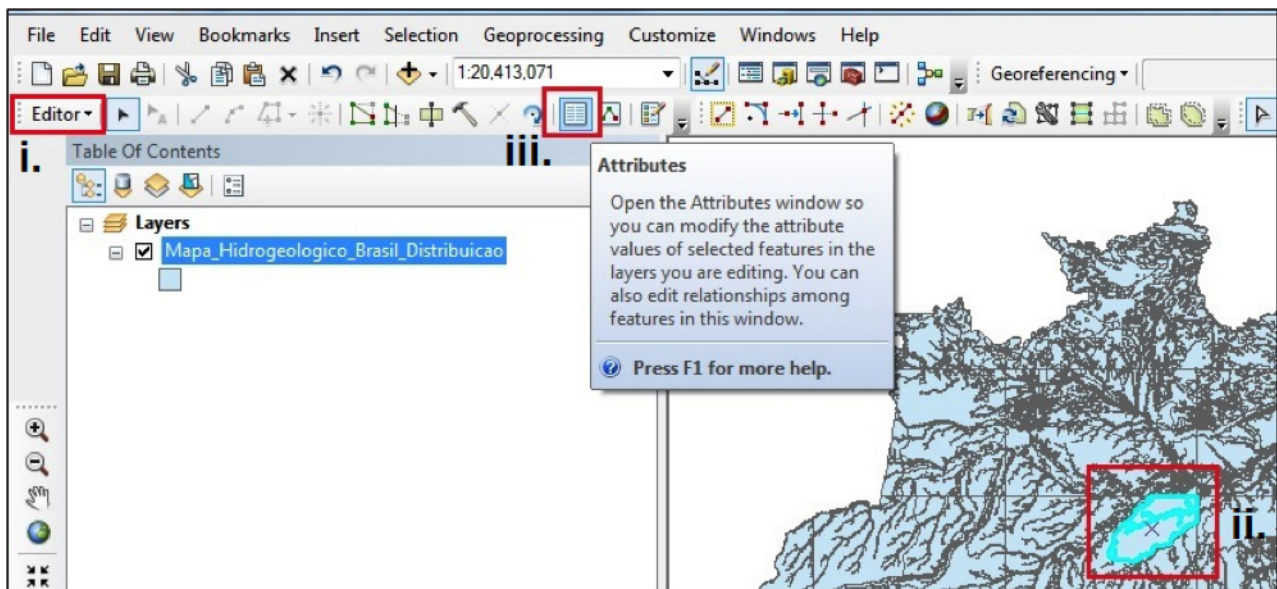 File Edit View Bookmarks Insert Selection Geoprocessing Customize Windows Help
1:20,413,071
Georeferencing
Editor
i.
iii.
Table Of Contents
Layers
Mapa_Hidrogeologico_Brasil_Distribuicao
Attributes
Open the Attributes window so
you can modify the attribute
values of selected features in the
layers you are editing. You can
also edit relationships among
features in this window.
Press F1 for more help.
ii.